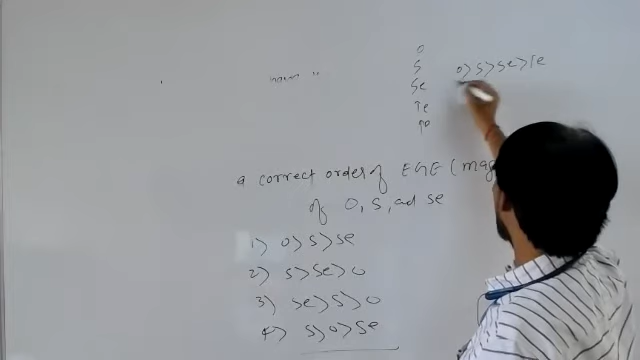 O
S O>S>Se>Te
Se
Te
Po
a correct order of EGE (mag
of O, S, ad Se
1) O>S>Se
2) S>Se>O
3) Se>S>O
4) S>O>Se